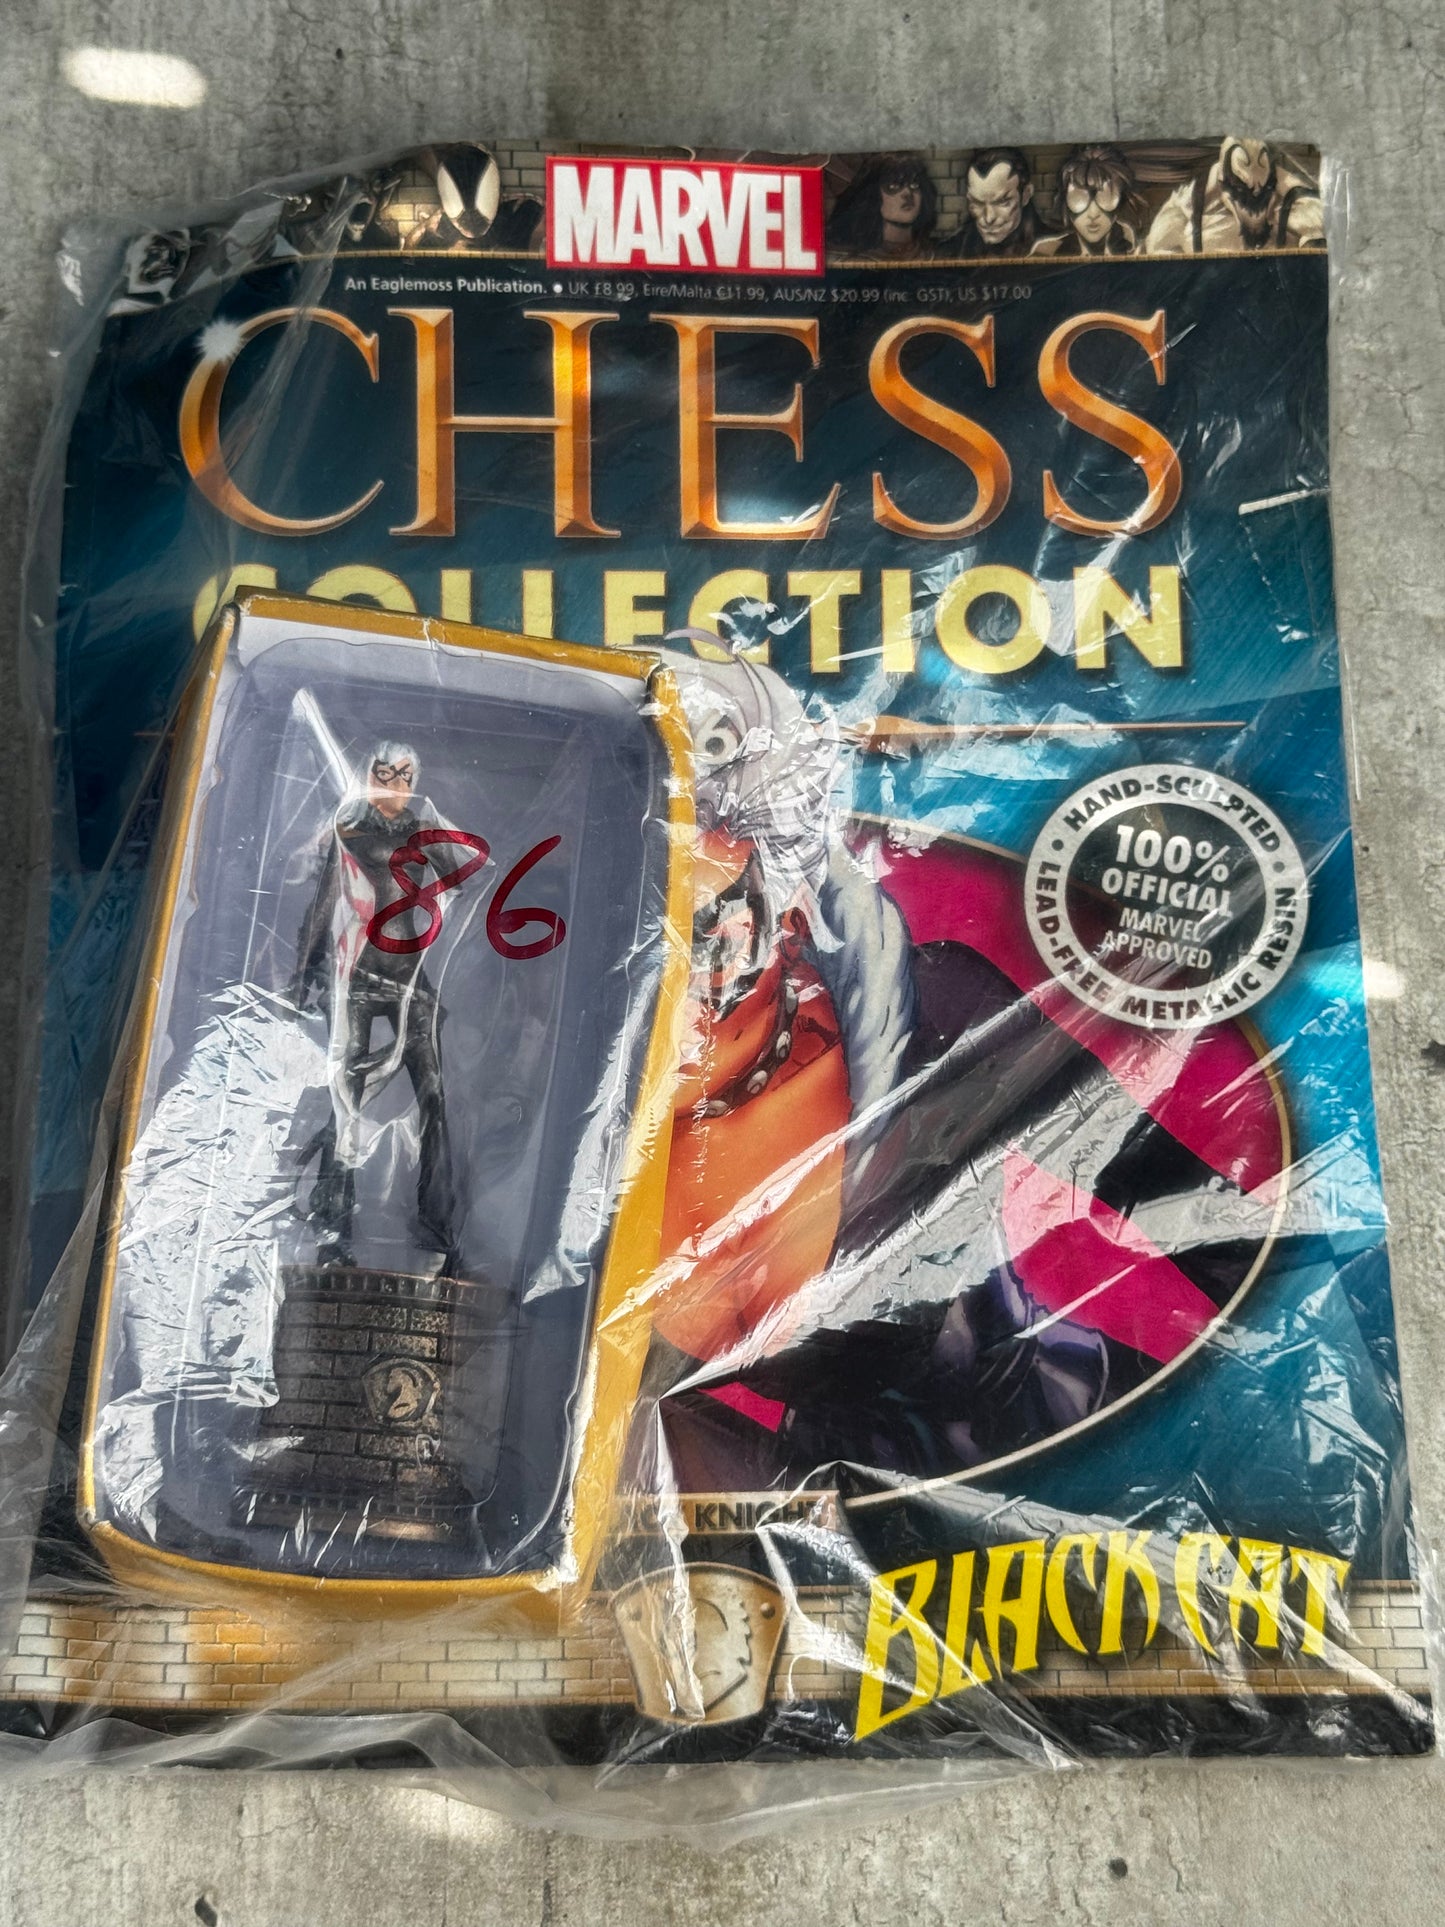 MARVEL
An Eaglemoss Publication. • UK £8.99, Eire/Malta €11.99, AUS/NZ $20.99 (inc. GST), US $17.00
CHESS
COLLECTION
86
HAND-SCULPTED •
100%
OFFICIAL
MARVEL
APPROVED
• LEAD-FREE METALLIC RESIN
KNIGHT
BLACK CAT